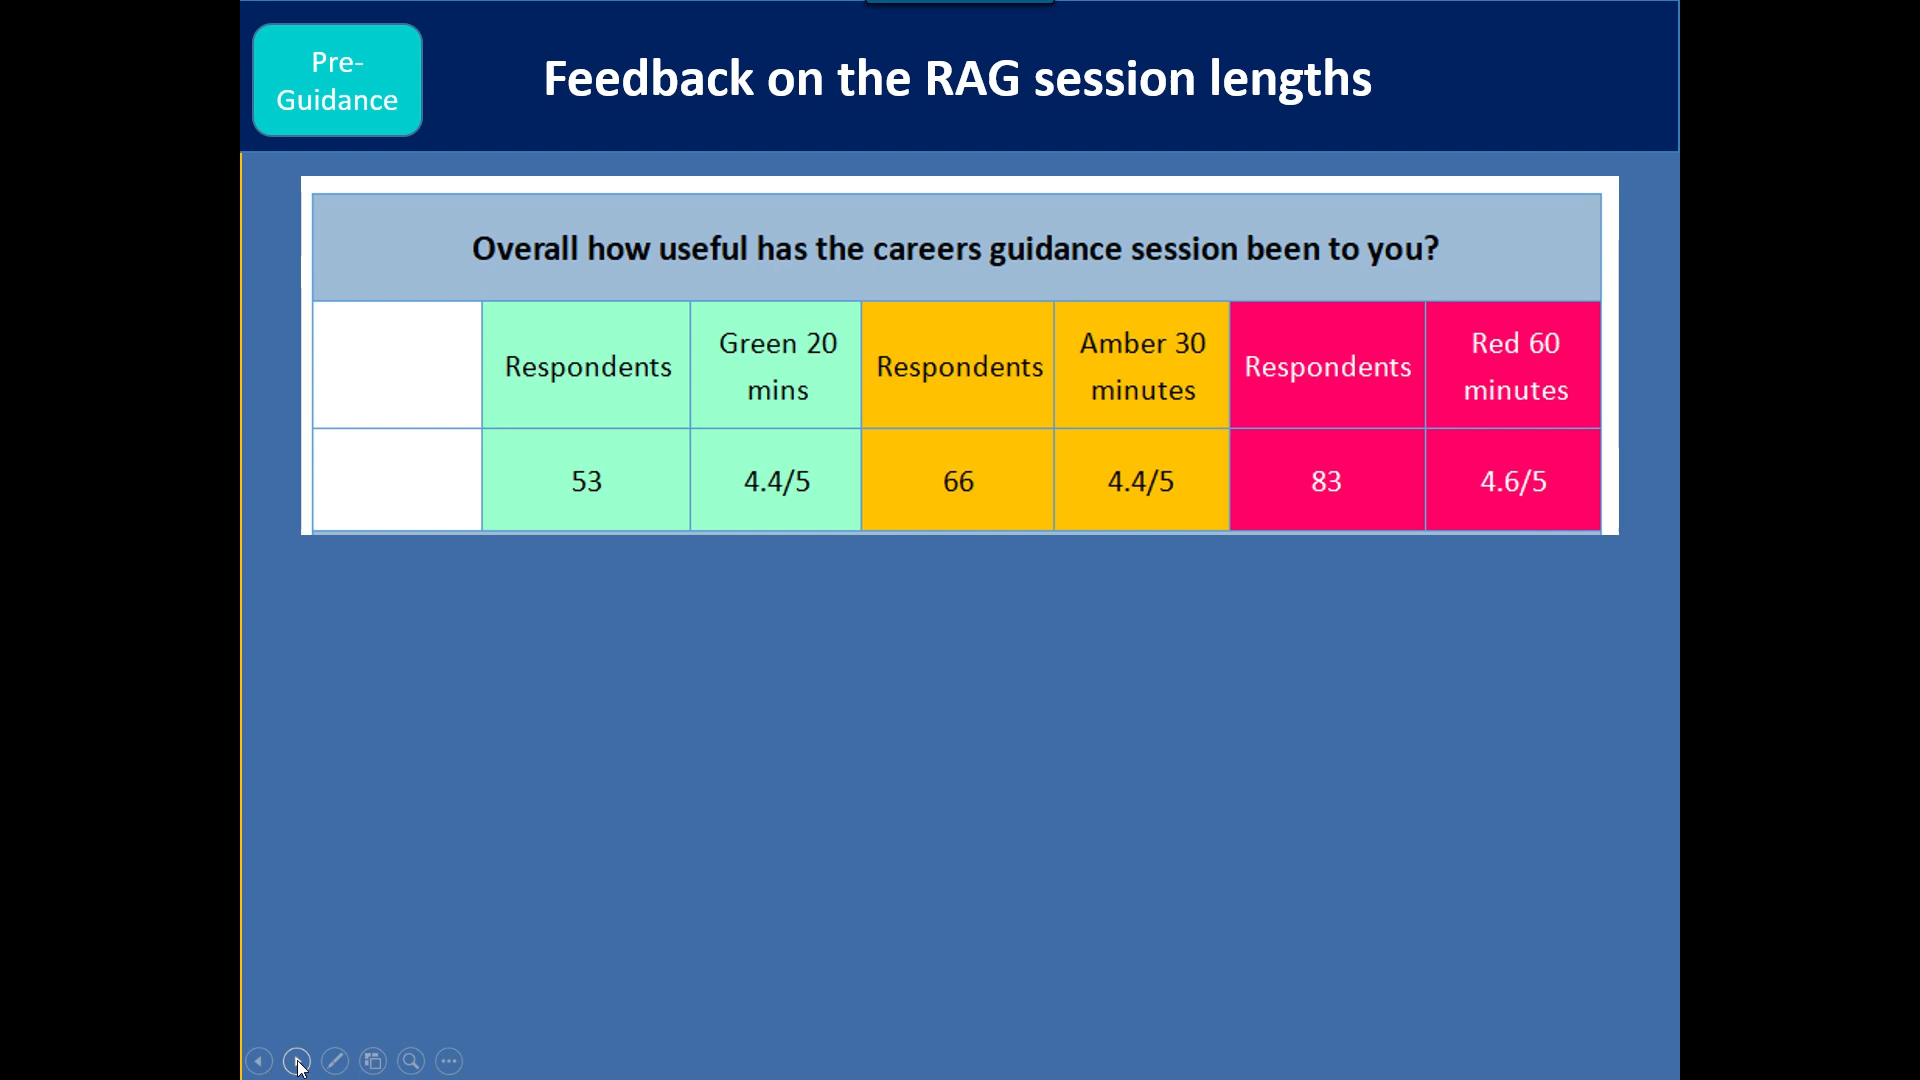 Pre-
Guidance
Feedback on the RAG session lengths
Overall how useful has the careers guidance session been to you?
Respondents
Green 20
mins
Respondents
Amber 30
minutes
Respondents
Red 60
minutes
53
4.4/5
66
4.4/5
83
4.6/5